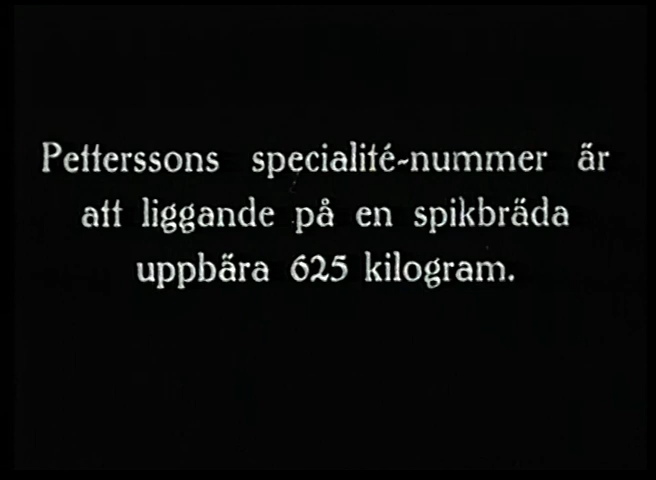 Petterssons specialité-nummer är
att liggande på en spikbräda
uppbära 625 kilogram.